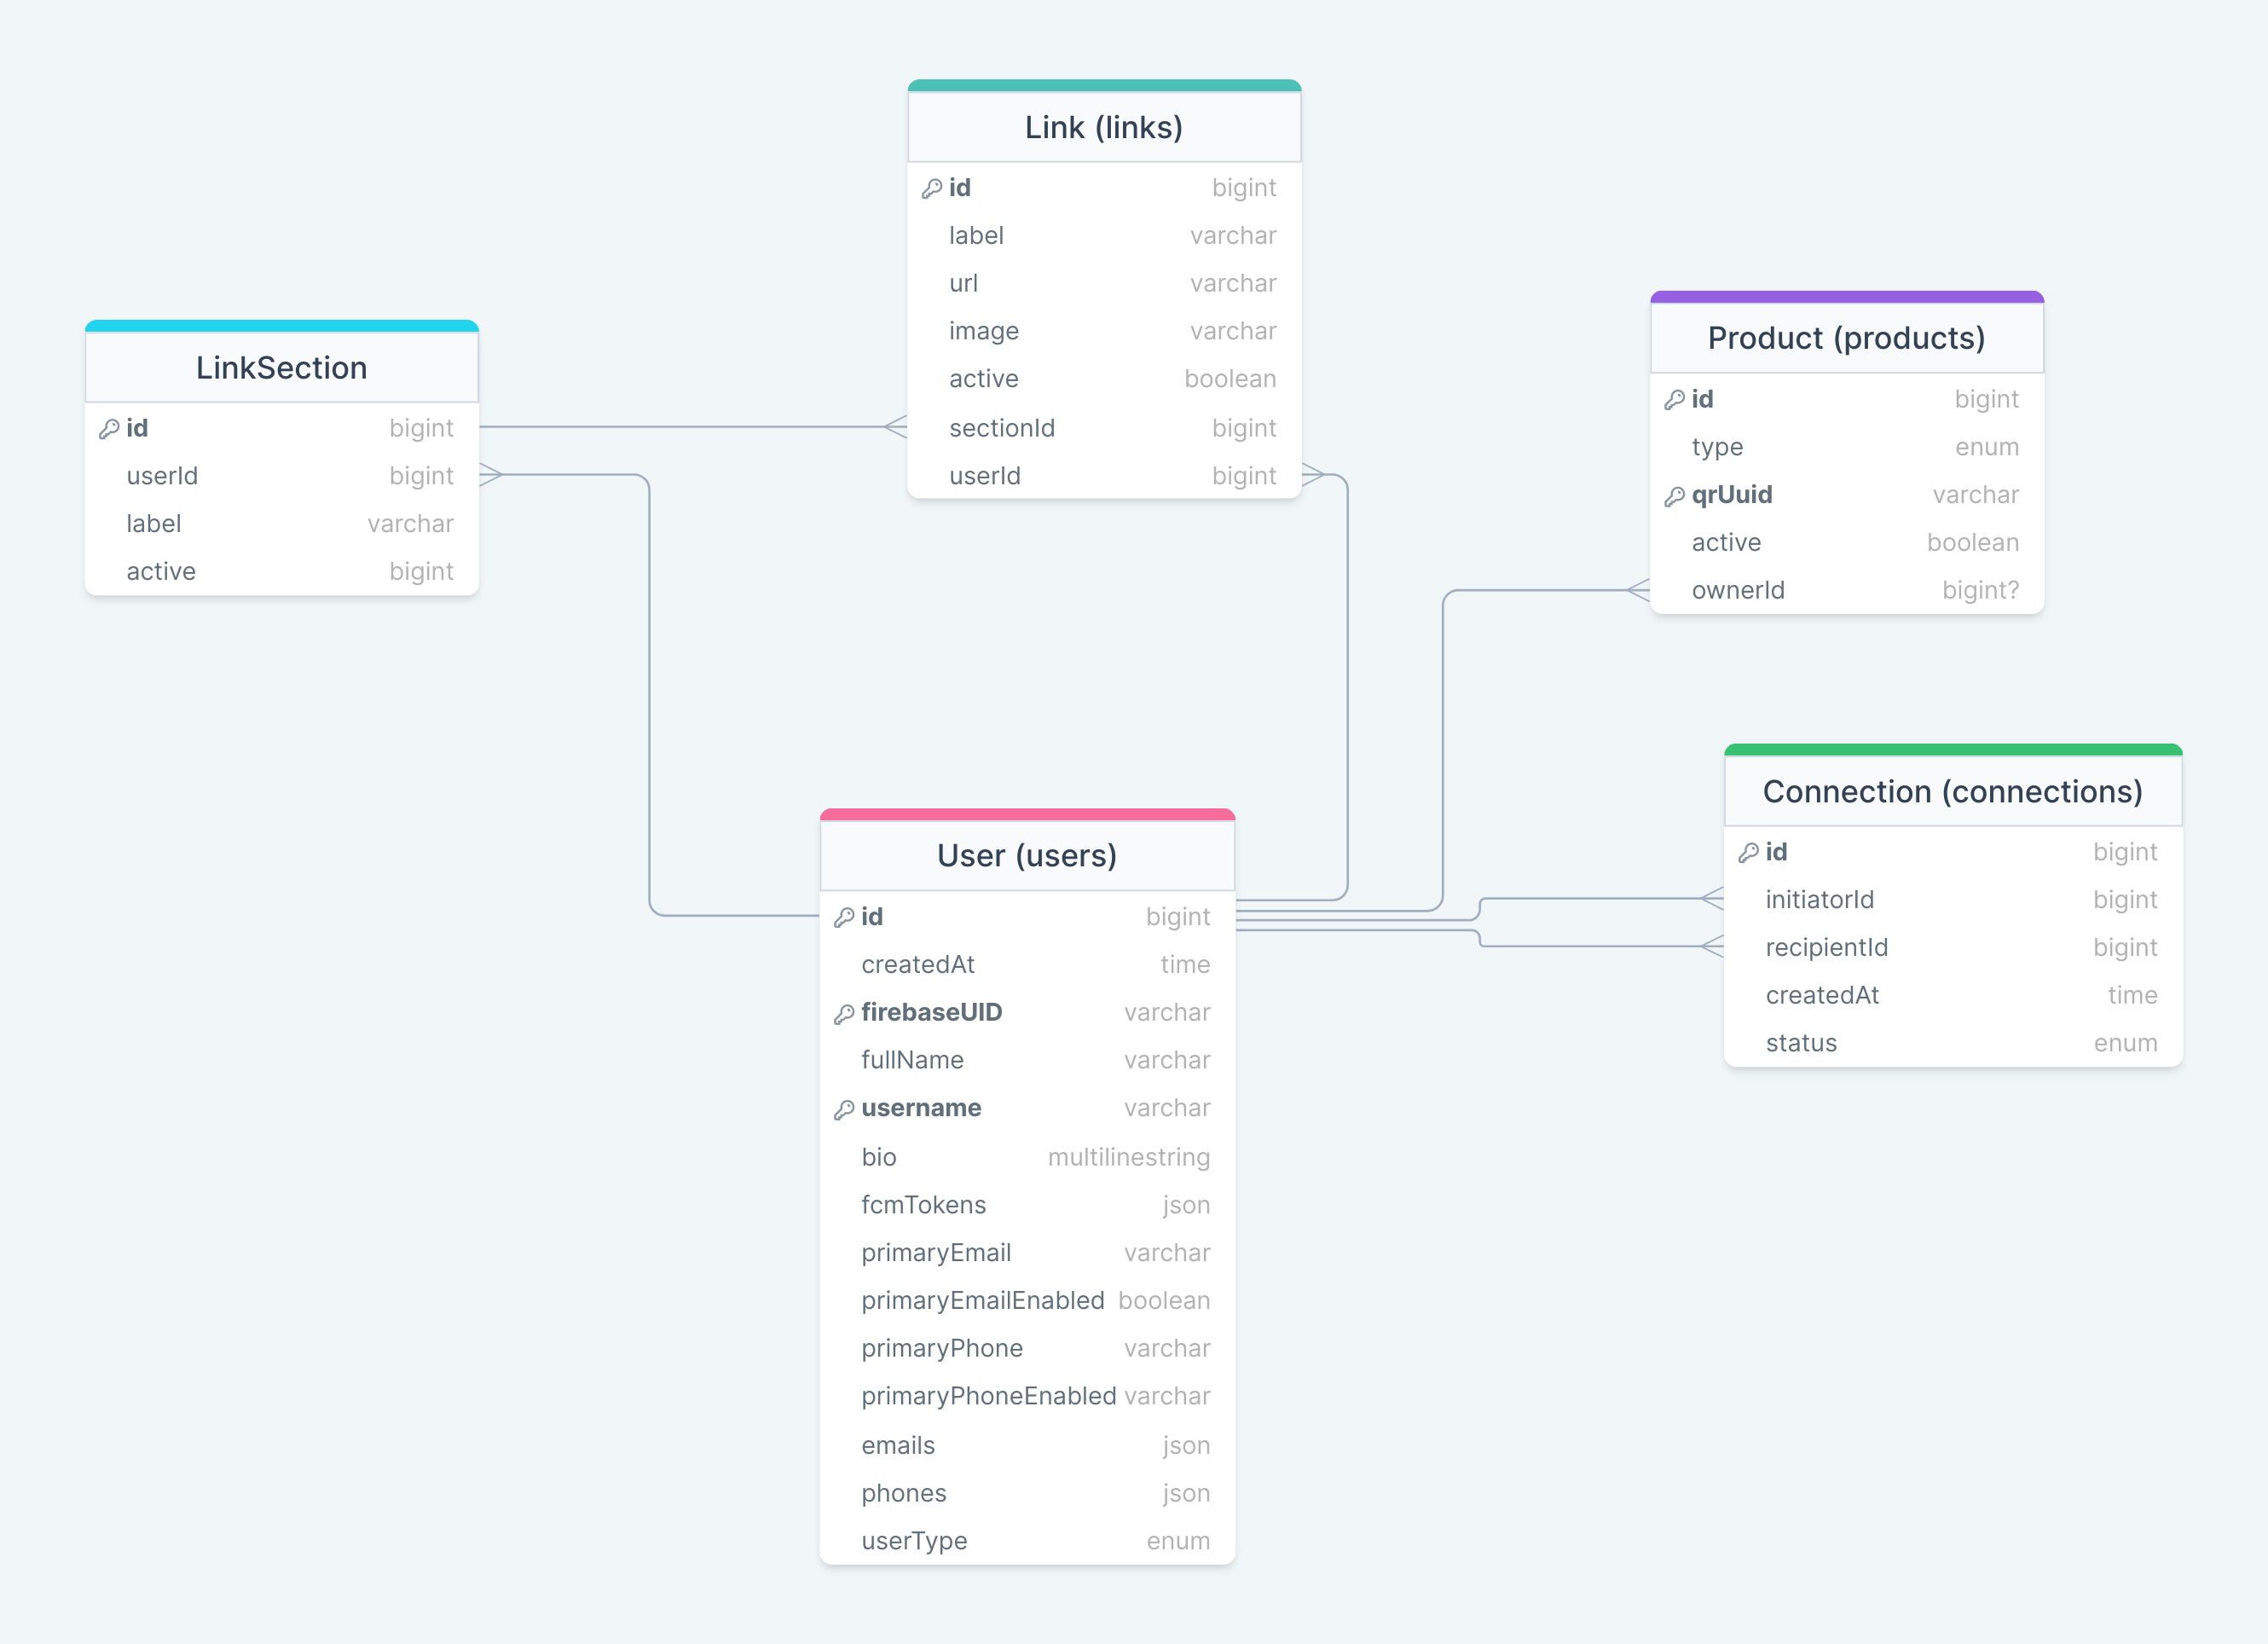 Link (links)
id bigint
label varchar
url varchar
image varchar
active boolean
sectionId bigint
userId bigint
LinkSection
id bigint
userId bigint
label varchar
active bigint
Product (products)
id bigint
type enum
qrUuid varchar
active boolean
ownerId bigint?
Connection (connections)
id bigint
initiatorId bigint
recipientId bigint
createdAt time
status enum
User (users)
id bigint
createdAt time
firebaseUID varchar
fullName varchar
username varchar
bio multilinestring
fcmTokens json
primaryEmail varchar
primaryEmailEnabled boolean
primaryPhone varchar
primaryPhoneEnabled varchar
emails json
phones json
userType enum